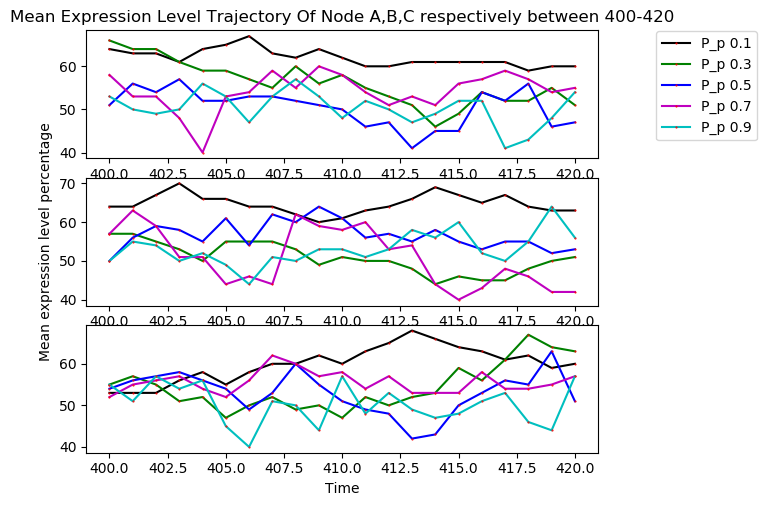 Mean Expression Level Trajectory Of Node A,B,C respectively between 400-420
P_p 0.1
P_p 0.3
P_p 0.5
P_p 0.7
P_p 0.9
Mean expression level percentage
60
50
40
400.0 402.5 405.0 407.5 410.0 412.5 415.0 417.5 420.0
70
60
50
40
400.0 402.5 405.0 407.5 410.0 412.5 415.0 417.5 420.0
60
50
40
400.0 402.5 405.0 407.5 410.0 412.5 415.0 417.5 420.0
Time